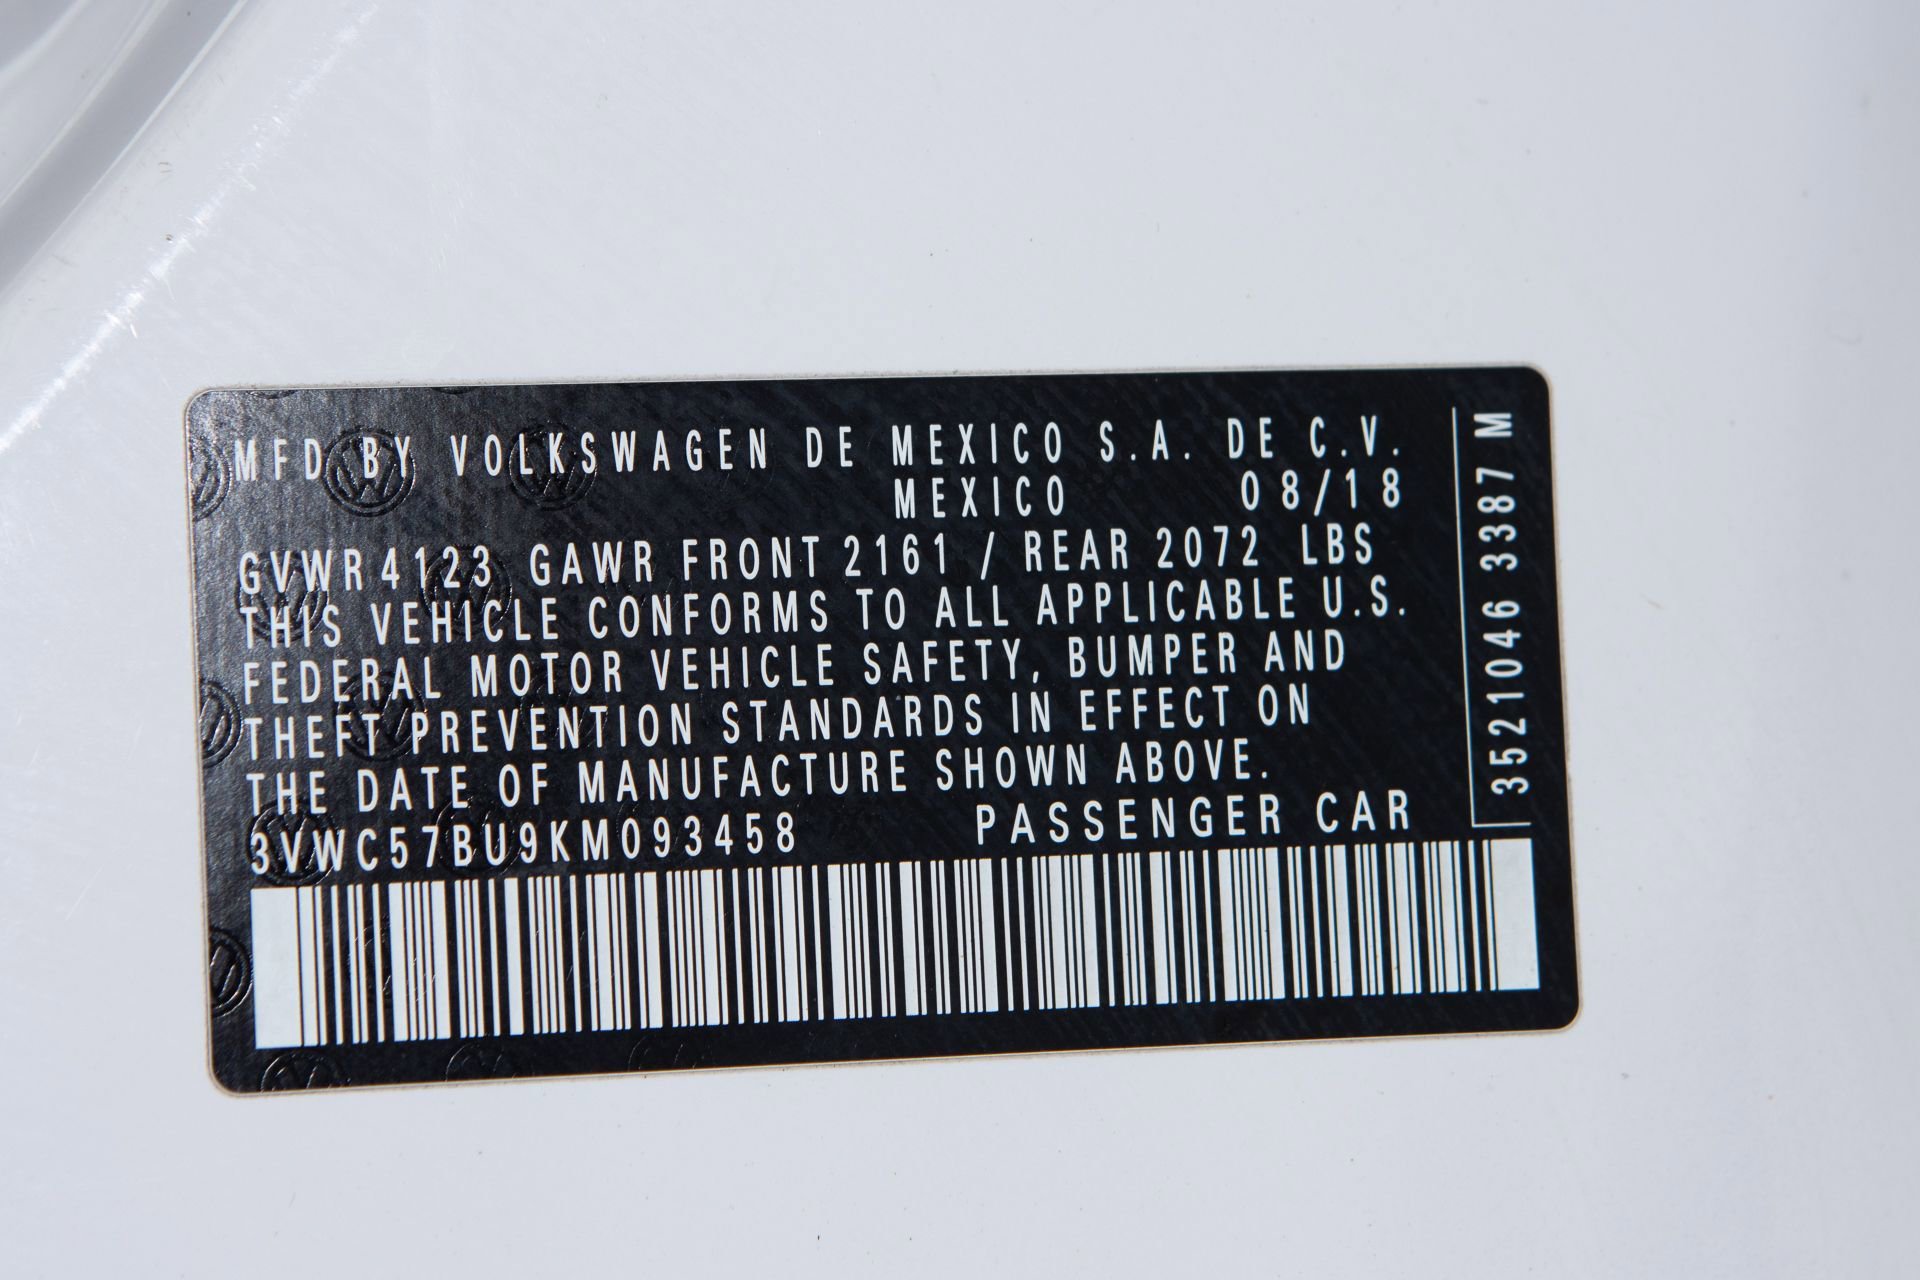 MFD BY VOLKSWAGEN DE MEXICO S.A. DE C.V.
MEXICO 08/18
GVWR 4123 GAWR FRONT 2161 / REAR 2072 LBS
THIS VEHICLE CONFORMS TO ALL APPLICABLE U.S.
FEDERAL MOTOR VEHICLE SAFETY, BUMPER AND
THEFT PREVENTION STANDARDS IN EFFECT ON
THE DATE OF MANUFACTURE SHOWN ABOVE.
3VWC57BU9KM093458 PASSENGER CAR
3521046 3387 M